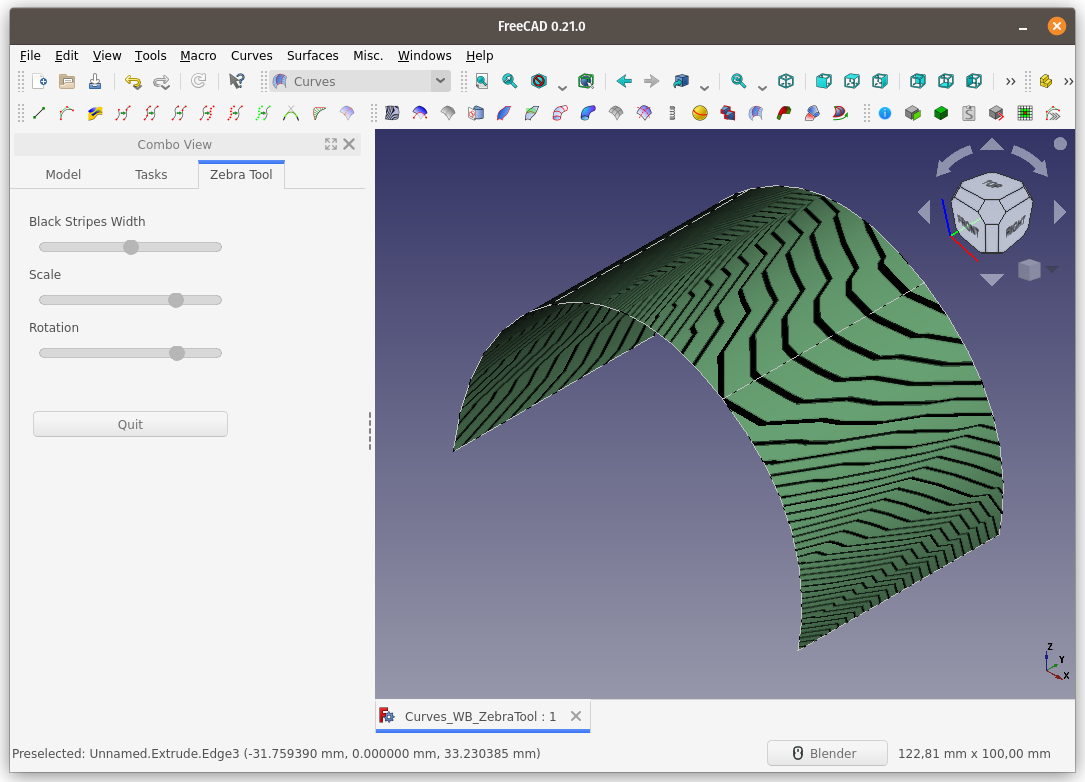 FreeCAD 0.21.0
File Edit View Tools Macro Curves Surfaces Misc. Windows Help
Curves
Combo View
Model Tasks Zebra Tool
Black Stripes Width
Scale
Rotation
Quit
TOP
FRONT RIGHT
Z
Y
X
Curves_WB_ZebraTool : 1
Preselected: Unnamed.Extrude.Edge3 (-31.759390 mm, 0.000000 mm, 33.230385 mm) Blender 122,81 mm x 100,00 mm